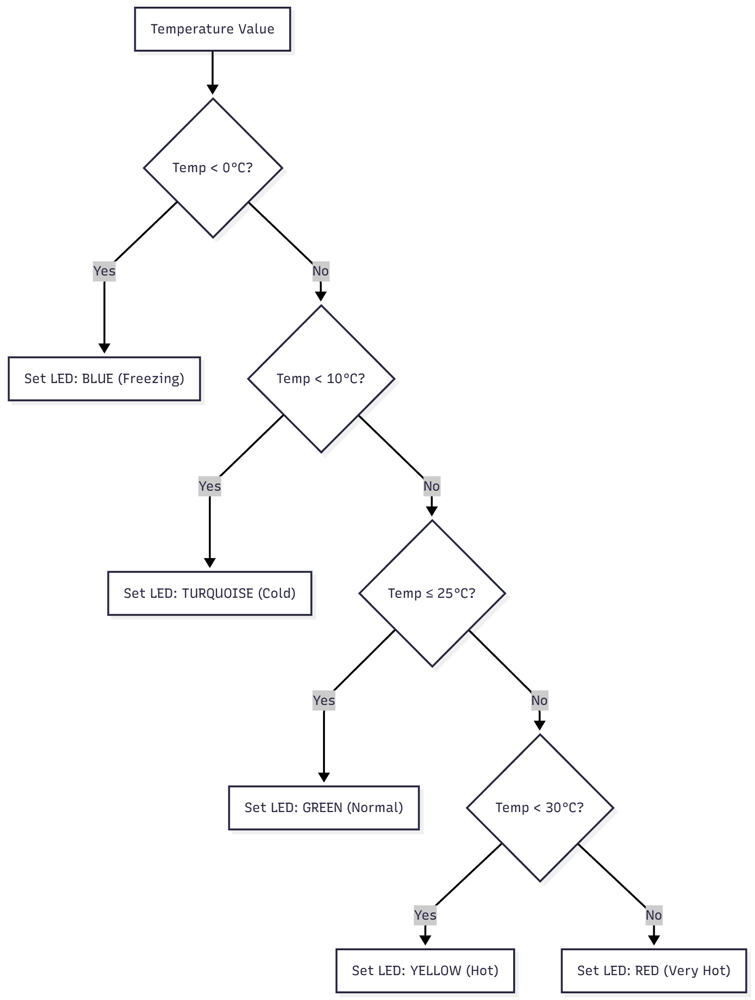 Temperature Value
Temp < 0°C?
Yes
No
Set LED: BLUE (Freezing)
Temp < 10°C?
Yes
No
Set LED: TURQUOISE (Cold)
Temp ≤ 25°C?
Yes
No
Set LED: GREEN (Normal)
Temp < 30°C?
Yes
No
Set LED: YELLOW (Hot)
Set LED: RED (Very Hot)